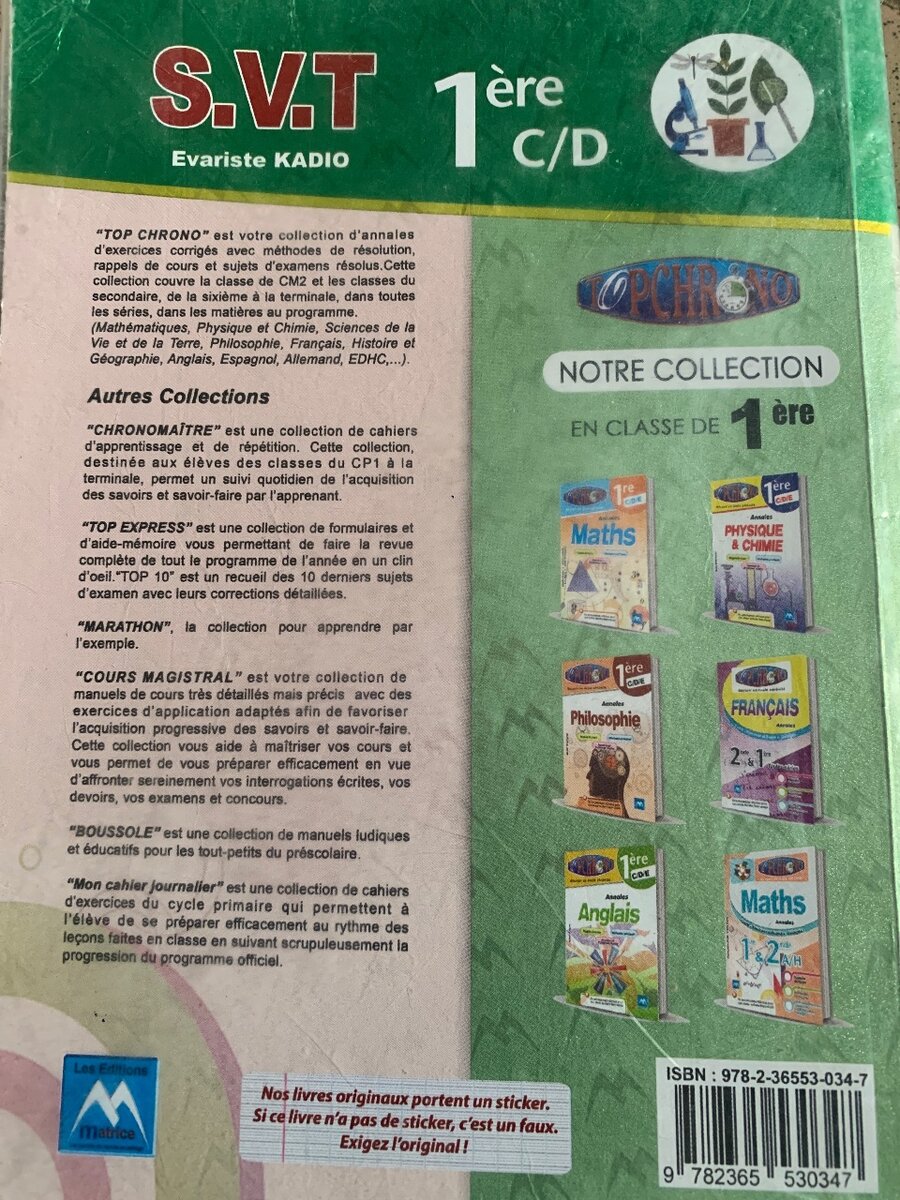 S.V.T
Evariste KADIO
1ère
C/D
"TOP CHRONO" est votre collection d'annales
d'exercices corrigés avec méthodes de résolution,
rappels de cours et sujets d'examens résolus.Cette
collection couvre la classe de CM2 et les classes du
secondaire, de la sixième à la terminale, dans toutes
les séries, dans les matières au programme.
(Mathématiques, Physique et Chimie, Sciences de la
Vie et de la Terre, Philosophie, Français, Histoire et
Géographie, Anglais, Espagnol, Allemand, EDHC,...).
Autres Collections
"CHRONOMAÎTRE" est une collection de cahiers
d'apprentissage et de répétition. Cette collection,
destinée aux élèves des classes du CP1 à la
terminale, permet un suivi quotidien de l'acquisition
des savoirs et savoir-faire par l'apprenant.
"TOP EXPRESS" est une collection de formulaires et
d'aide-mémoire vous permettant de faire la revue
complète de tout le programme de l'année en un clin
d'oeil."TOP 10" est un recueil des 10 derniers sujets
d'examen avec leurs corrections détaillées.
"MARATHON", la collection pour apprendre par
l'exemple.
"COURS MAGISTRAL" est votre collection de
manuels de cours très détaillés mais précis avec des
exercices d'application adaptés afin de favoriser
l'acquisition progressive des savoirs et savoir-faire.
Cette collection vous aide à maîtriser vos cours et
vous permet de vous préparer efficacement en vue
d'affronter sereinement vos interrogations écrites, vos
devoirs, vos examens et concours.
"BOUSSOLE" est une collection de manuels ludiques
et éducatifs pour les tout-petits du préscolaire.
"Mon cahier journalier" est une collection de cahiers
d'exercices du cycle primaire qui permettent à
l'élève de se préparer efficacement au rythme des
leçons faites en classe en suivant scrupuleusement la
progression du programme officiel.
TOPCHRONO
NOTRE COLLECTION
EN CLASSE DE 1ère
1re
C/D/E
Annales
Maths
1ère
C/D/E
Annales
PHYSIQUE
& CHIMIE
1ère
C/D/E
Annales
Philosophie
FRANÇAIS
Annales
2nde & 1ère
1ère
C/D/E
Annales
Anglais
Maths
Annales
1re & 2nde A/H
Les Editions
Matrice
Nos livres originaux portent un sticker.
Si ce livre n'a pas de sticker, c'est un faux.
Exigez l'original !
ISBN : 978-2-36553-034-7
9 782365 530347